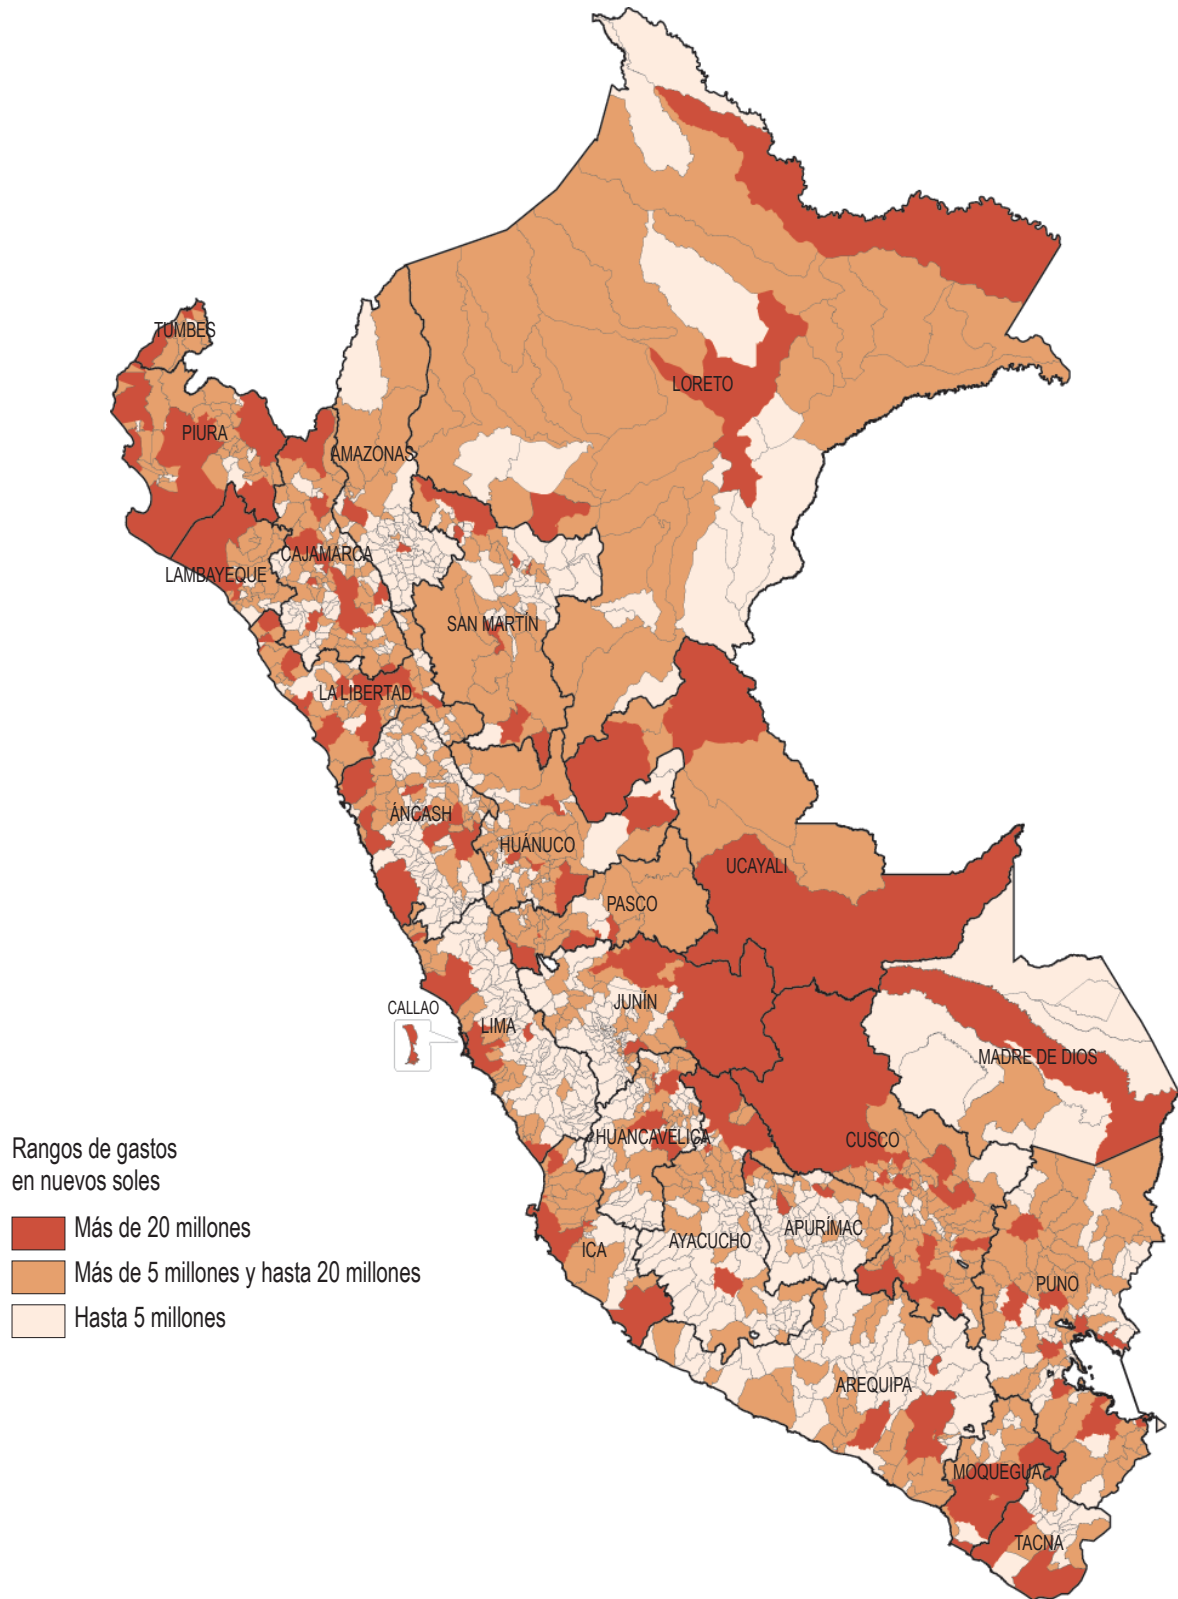 TUMBES
LORETO
PIURA
AMAZONAS
CAJAMARCA
LAMBAYEQUE
SAN MARTÍN
LA LIBERTAD
ÁNCASH
HUÁNUCO
UCAYALI
PASCO
CALLAO
JUNÍN
LIMA
MADRE DE DIOS
HUANCAVELICA
CUSCO
Rangos de gastos
en nuevos soles
Más de 20 millones
Más de 5 millones y hasta 20 millones
Hasta 5 millones
APURÍMAC
AYACUCHO
ICA
PUNO
AREQUIPA
MOQUEGUA
TACNA